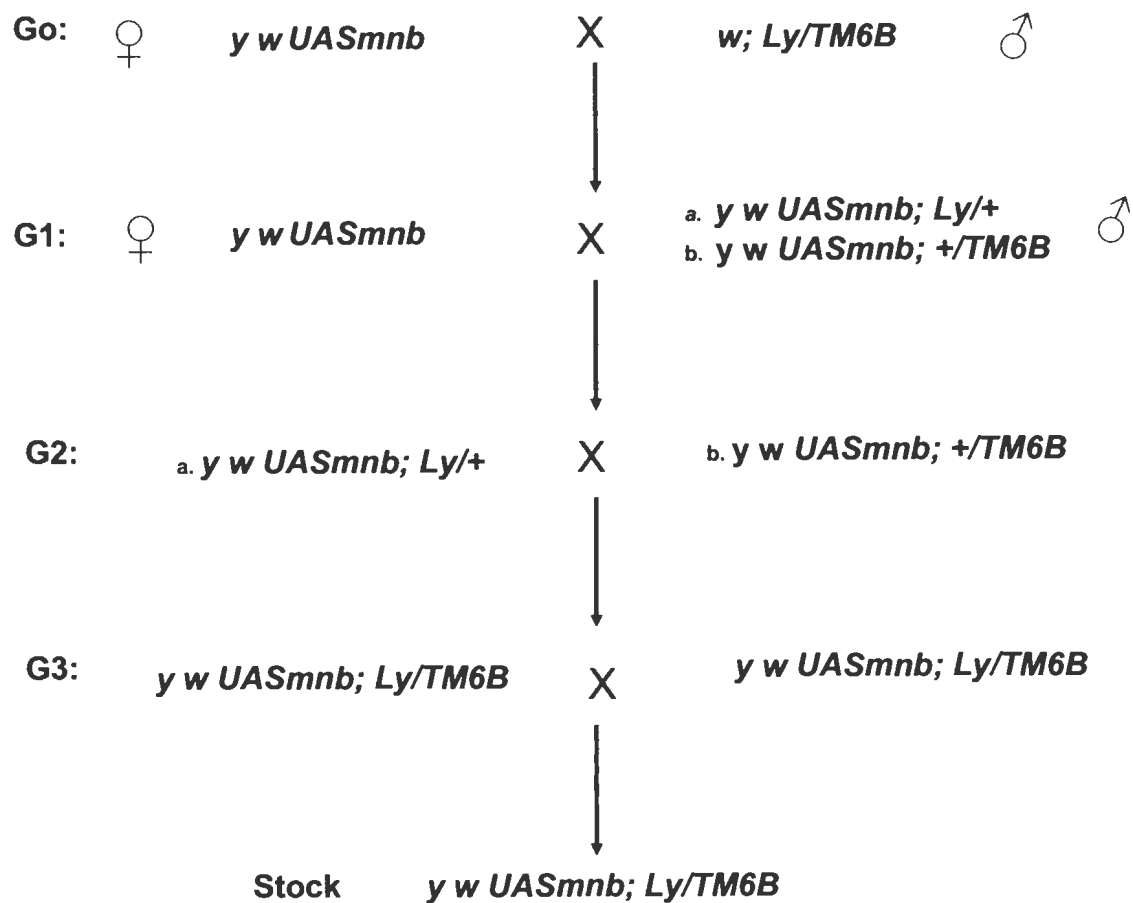 Go: ♀ y w UASmnb X w; Ly/TM6B ♂
G1: ♀ y w UASmnb X a. y w UASmnb; Ly/+ ♂
b. y w UASmnb; +/TM6B
G2: a. y w UASmnb; Ly/+ X b. y w UASmnb; +/TM6B
G3: y w UASmnb; Ly/TM6B X y w UASmnb; Ly/TM6B
Stock y w UASmnb; Ly/TM6B